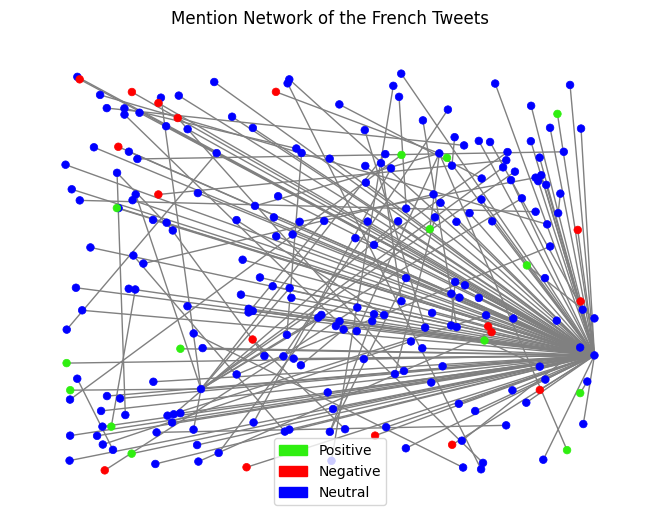 Mention Network of the French Tweets
Positive
Negative
Neutral